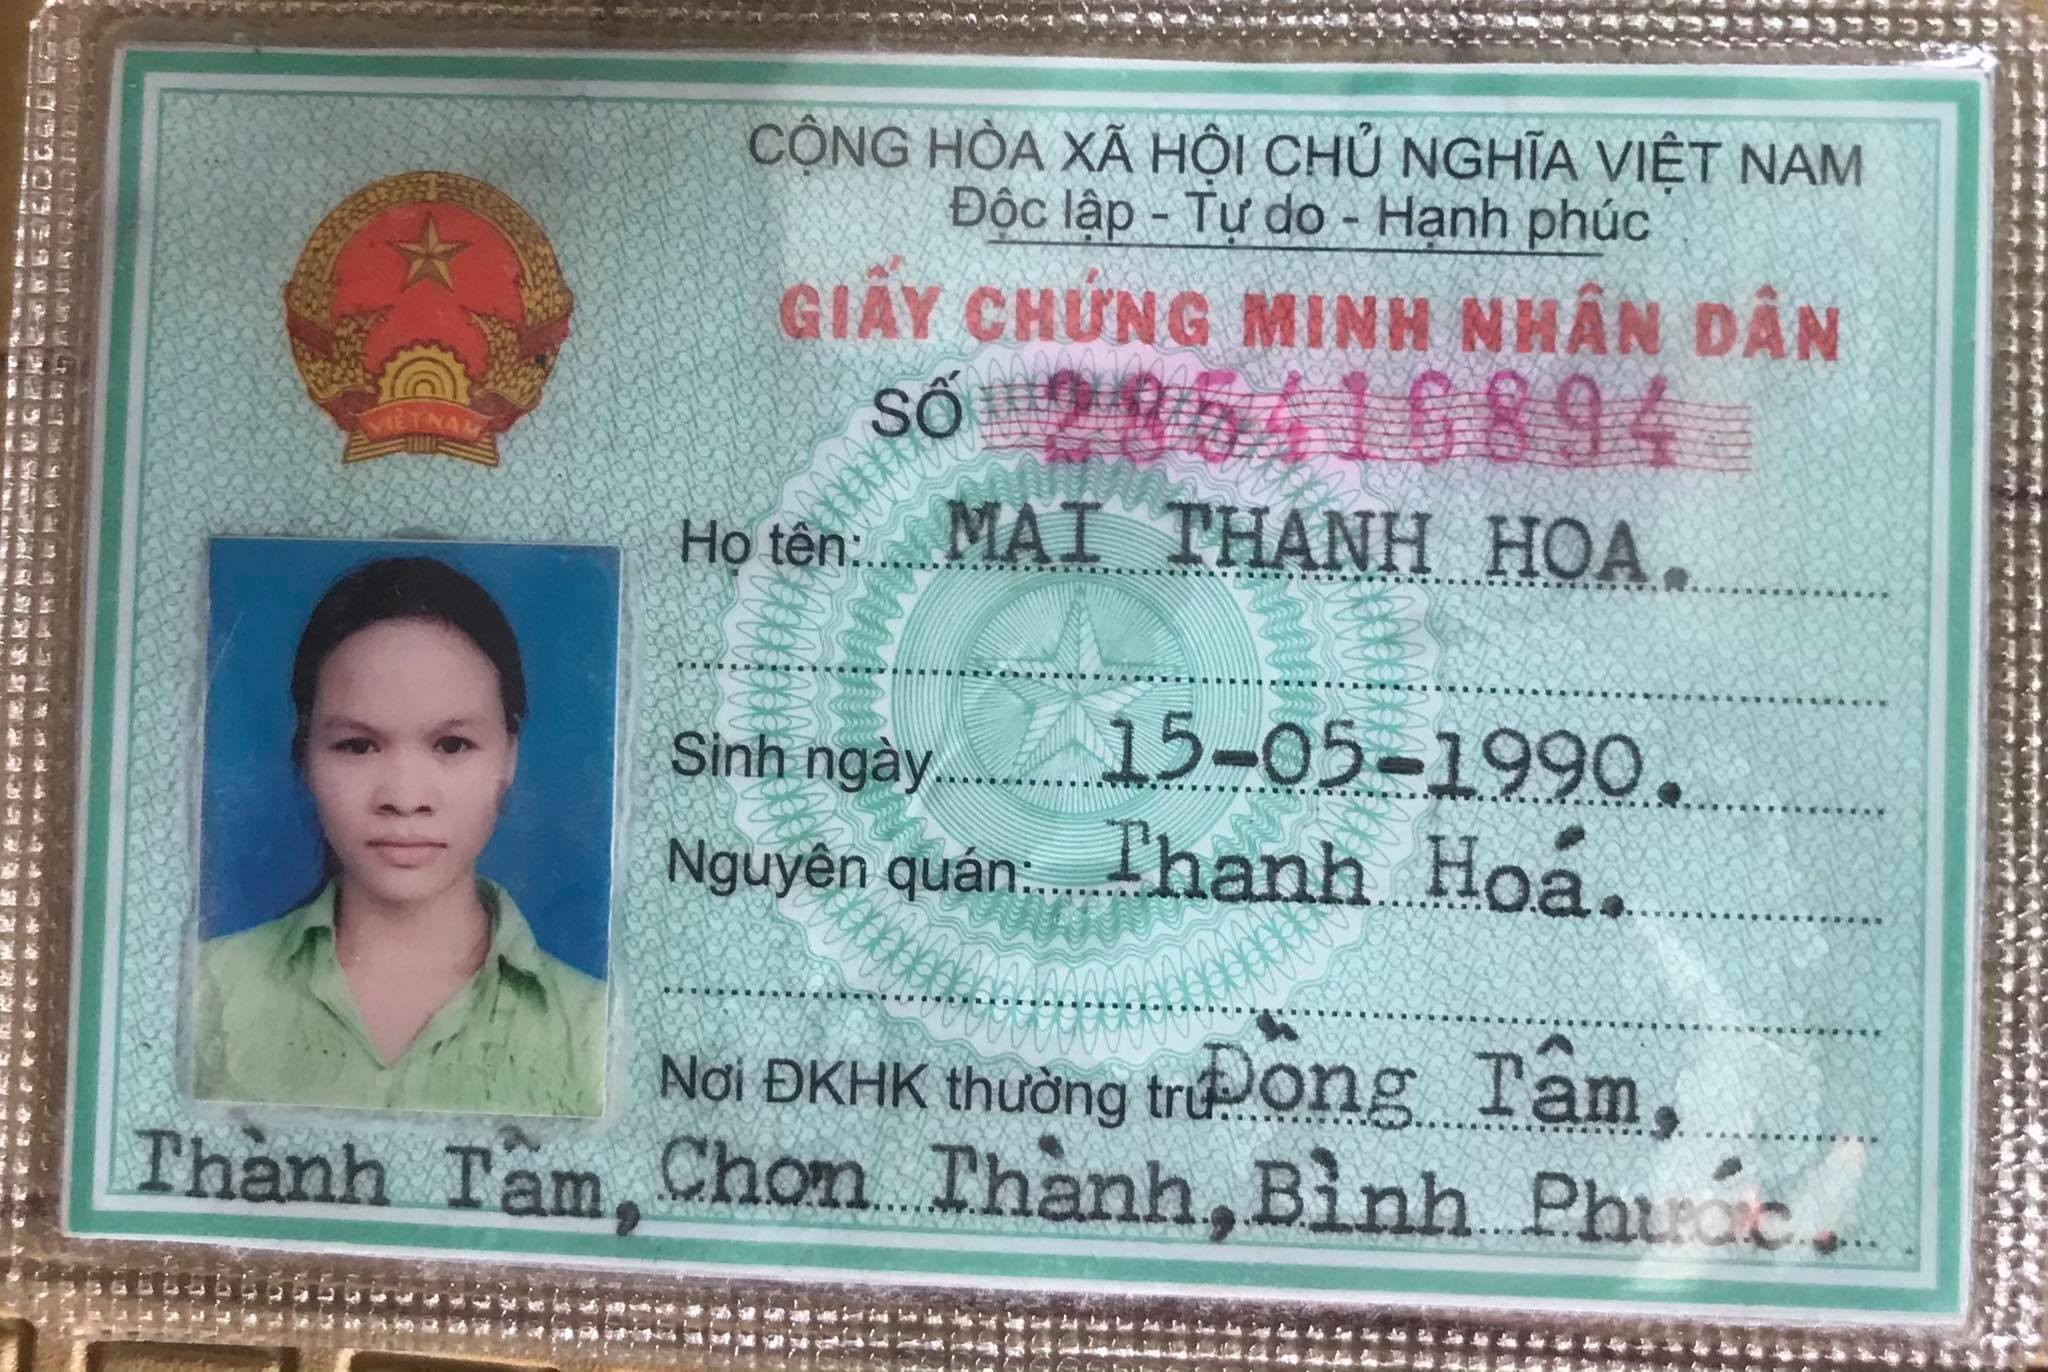 CỘNG HÒA XÃ HỘI CHỦ NGHĨA VIỆT NAM
Độc lập - Tự do - Hạnh phúc
GIẤY CHỨNG MINH NHÂN DÂN
SỐ 285416894
VIỆT NAM
Họ tên: MAI THANH HOA.
Sinh ngày 15-05-1990.
Nguyên quán: Thanh Hoá.
Nơi ĐKHK thường trú: Đồng Tâm,
Thành Tâm, Chơn Thành, Bình Phước.